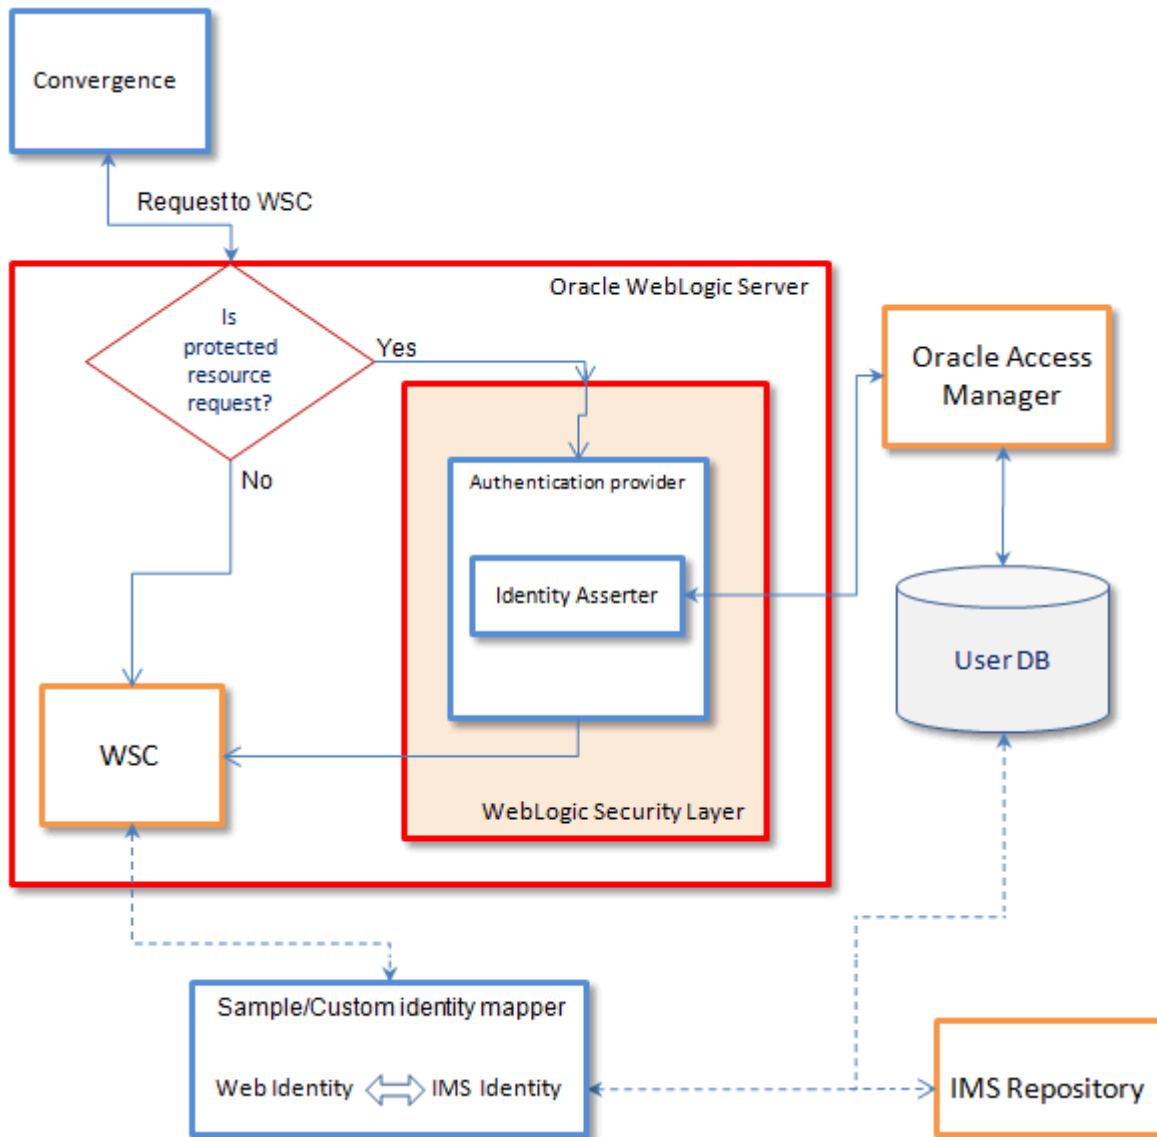 Convergence
Request to WSC
Oracle WebLogic Server
Is
protected
resource
request?
Yes
No
Oracle Access
Manager
Authentication provider
Identity Asserter
User DB
WSC
WebLogic Security Layer
Sample/Custom identity mapper
Web Identity
IMS Identity
IMS Repository